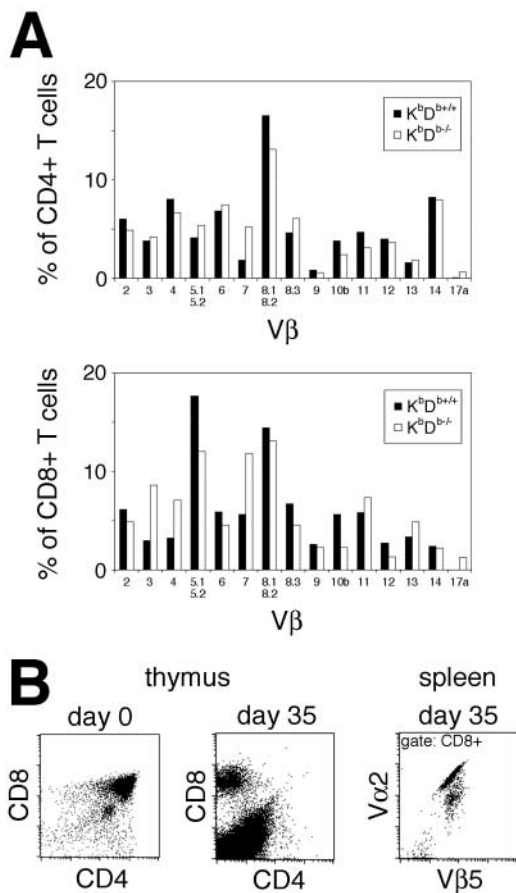 A
20
10
0
% of CD4+ T cells
KbDb+/+
KbDb-/-
2 3 4 5.1 6 7 8.1 8.3 9 10b 11 12 13 14 17a
5.2 8.2
Vβ
20
10
0
% of CD8+ T cells
KbDb+/+
KbDb-/-
2 3 4 5.1 6 7 8.1 8.3 9 10b 11 12 13 14 17a
5.2 8.2
Vβ
B
thymus spleen
day 0 day 35 day 35
gate: CD8+
CD8 CD8 Vα2
CD4 CD4 Vβ5